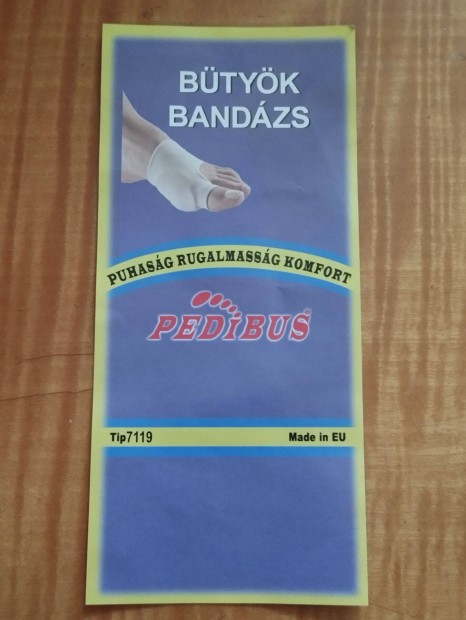 BÜTYÖK
BANDÁZS
PUHASÁG RUGALMASSÁG KOMFORT
PEDIBUS
Tip7119 Made in EU